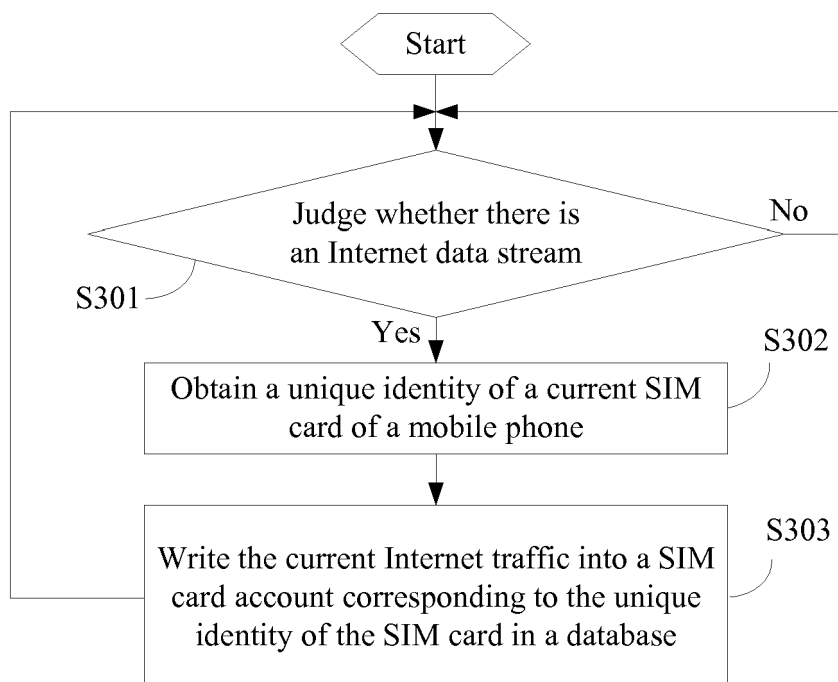 Start
Judge whether there is
an Internet data stream
No
S301
Yes
S302
Obtain a unique identity of a current SIM
card of a mobile phone
S303
Write the current Internet traffic into a SIM
card account corresponding to the unique
identity of the SIM card in a database